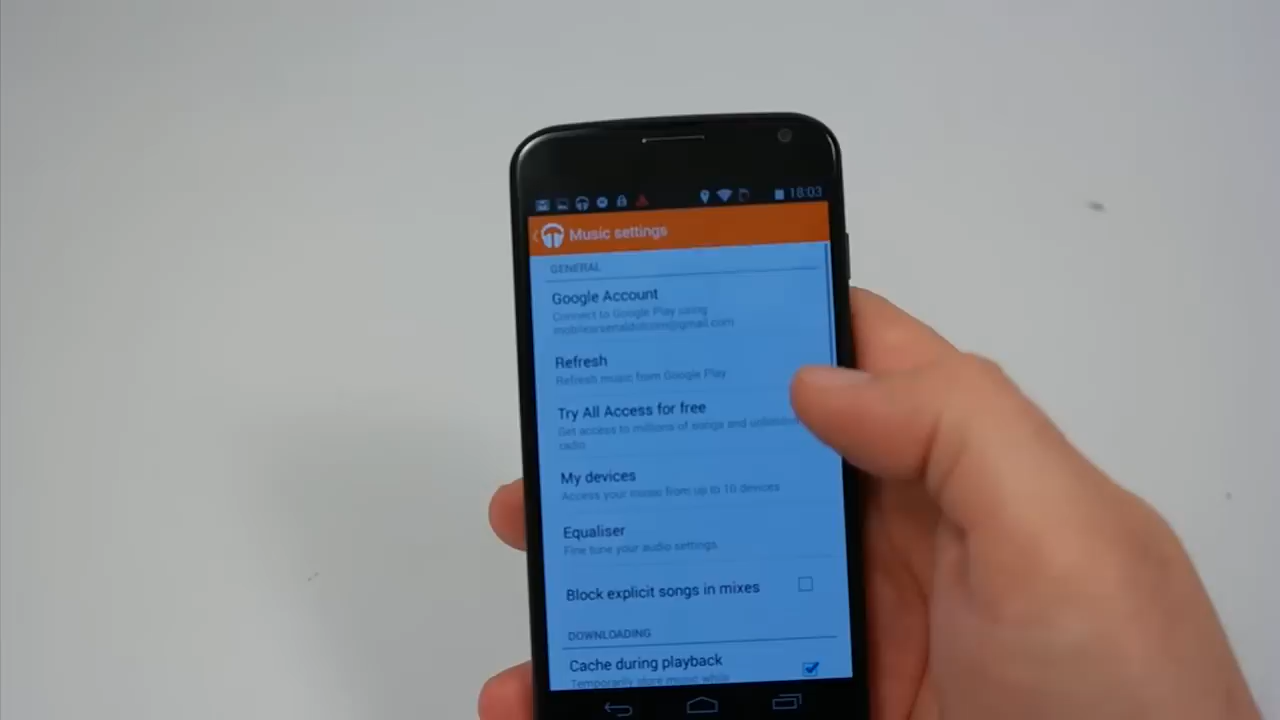 18:03
Music settings
GENERAL
Google Account
Connect to Google Play using
mobilearsenaldotcom@gmail.com
Refresh
Refresh music from Google Play
Try All Access for free
Get access to millions of songs and unlimited
radio
My devices
Access your music from up to 10 devices
Equaliser
Fine tune your audio settings
Block explicit songs in mixes
DOWNLOADING
Cache during playback
Temporarily store music while